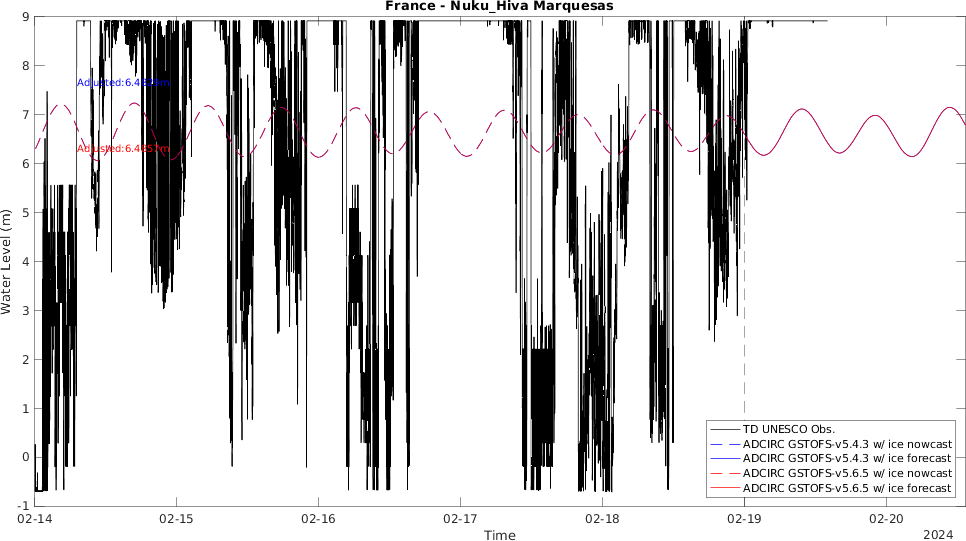 France - Nuku_Hiva Marquesas
9
8
7
6
5
4
3
2
1
0
-1
Water Level (m)
Adjusted:6.4
Adjusted:6.4
TD UNESCO Obs.
ADCIRC GSTOFS-v5.4.3 w/ ice nowcast
ADCIRC GSTOFS-v5.4.3 w/ ice forecast
ADCIRC GSTOFS-v5.6.5 w/ ice nowcast
ADCIRC GSTOFS-v5.6.5 w/ ice forecast
02-14 02-15 02-16 02-17 02-18 02-19 02-20
Time
2024